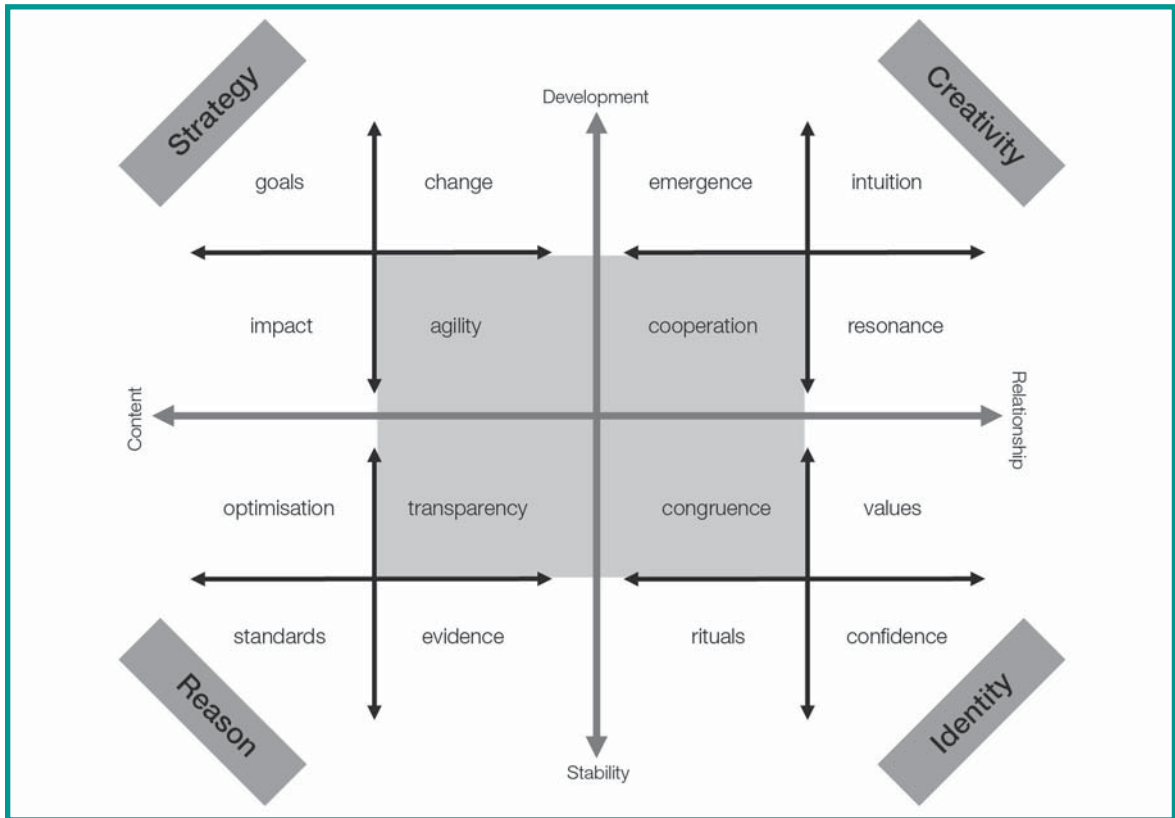 Strategy
Creativity
Development
goals
change
emergence
intuition
impact
agility
cooperation
resonance
Content
Relationship
optimisation
transparency
congruence
values
standards
evidence
rituals
confidence
Reason
Identity
Stability